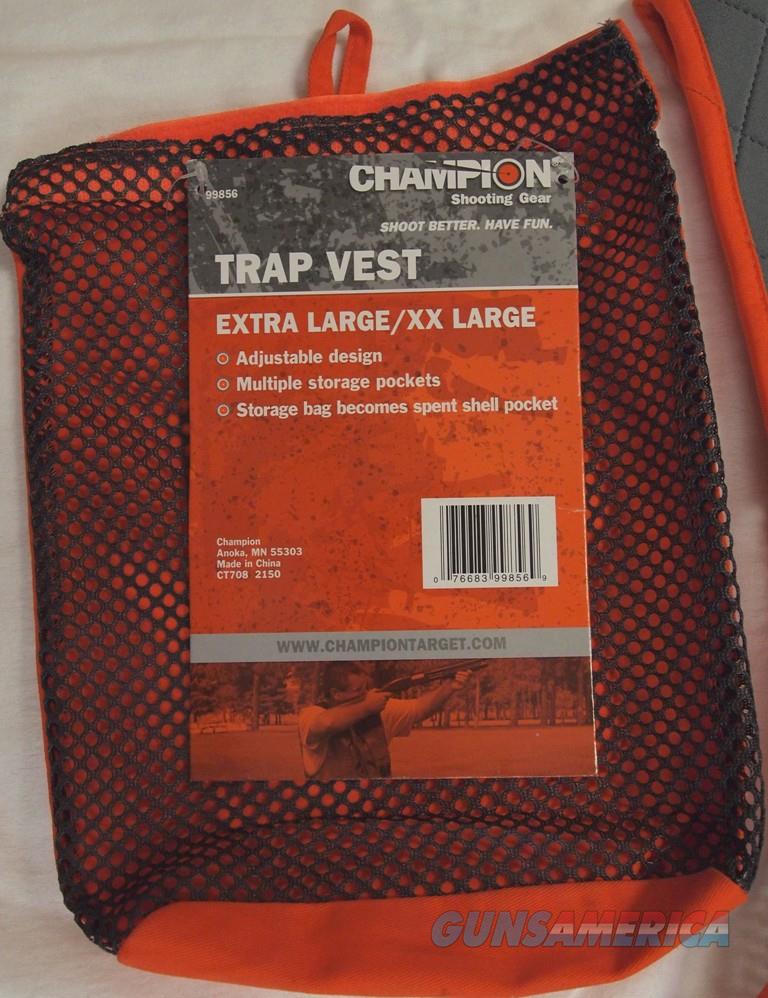 99856
CHAMPION
Shooting Gear
SHOOT BETTER. HAVE FUN.
TRAP VEST
EXTRA LARGE/XX LARGE
Adjustable design
Multiple storage pockets
Storage bag becomes spent shell pocket
Champion
Anoka, MN 55303
Made in China
CT708 2150
0 76683 99856 9
WWW.CHAMPIONTARGET.COM
GUNSAMERICA